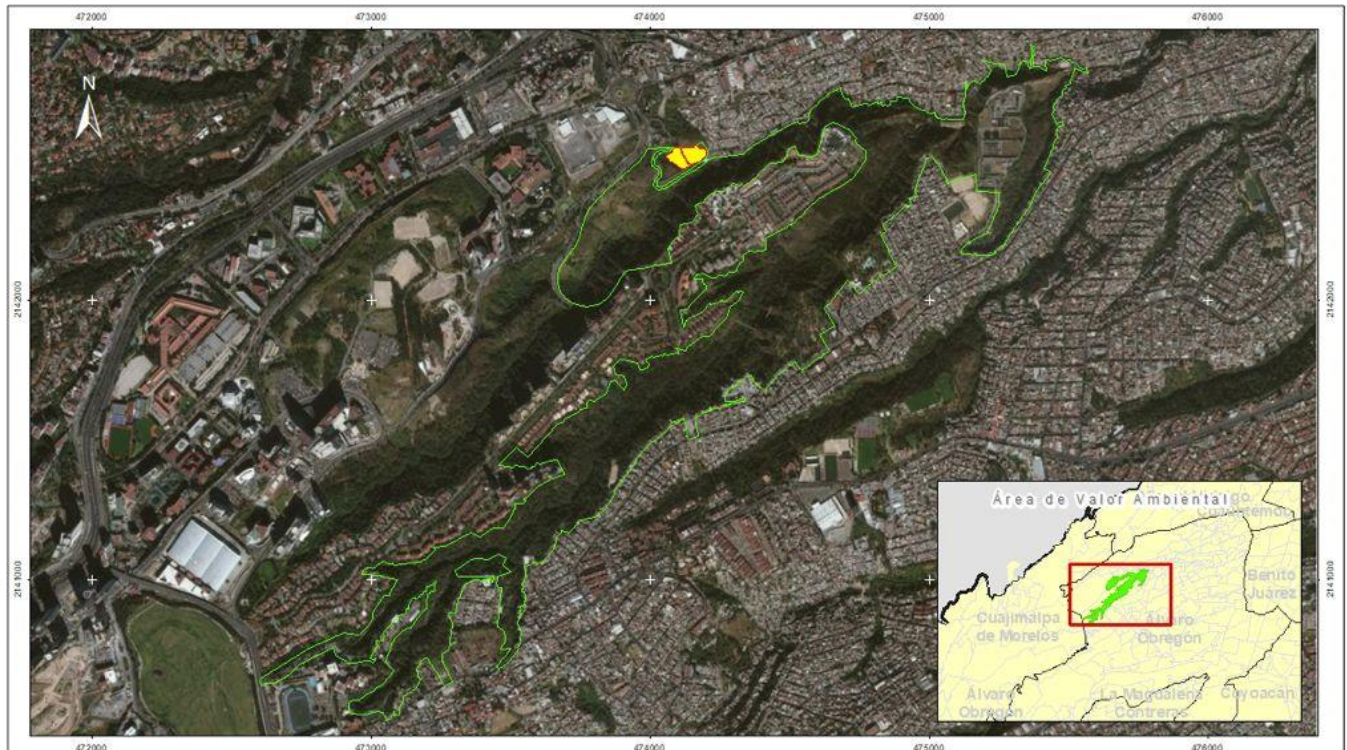 472000 473000 474000 475000 476000
N
2142000 2142000
Área de Valor Ambiental
Cuauhtemoc
2141000 2141000
Benito
Juárez
Cuajimalpa
de Morelos
Álvaro
Obregón
Álvaro
Obregón
La Magdalena
Contreras
Coyoacán
472000 473000 474000 475000 476000